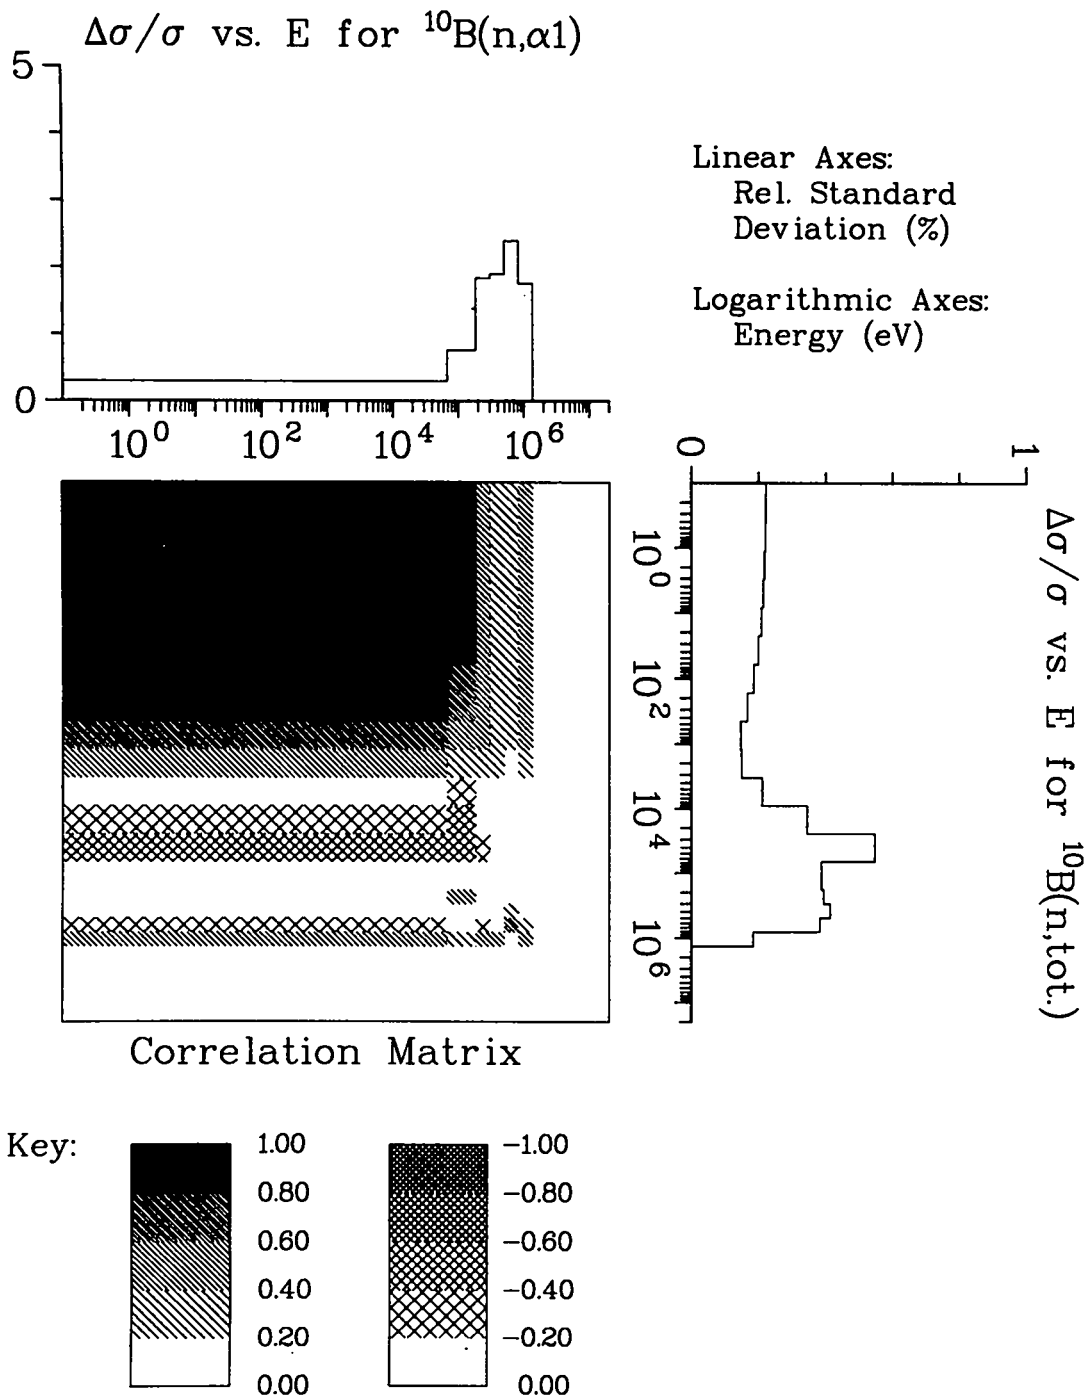 Δσ/σ vs. E for ¹⁰B(n,α1)
5
0
10⁰ 10² 10⁴ 10⁶
Linear Axes:
Rel. Standard
Deviation (%)
Logarithmic Axes:
Energy (eV)
0 1
10⁰
10²
10⁴
10⁶
Δσ/σ vs. E for ¹⁰B(n,tot.)
Correlation Matrix
Key:
1.00
0.80
0.60
0.40
0.20
0.00
-1.00
-0.80
-0.60
-0.40
-0.20
0.00